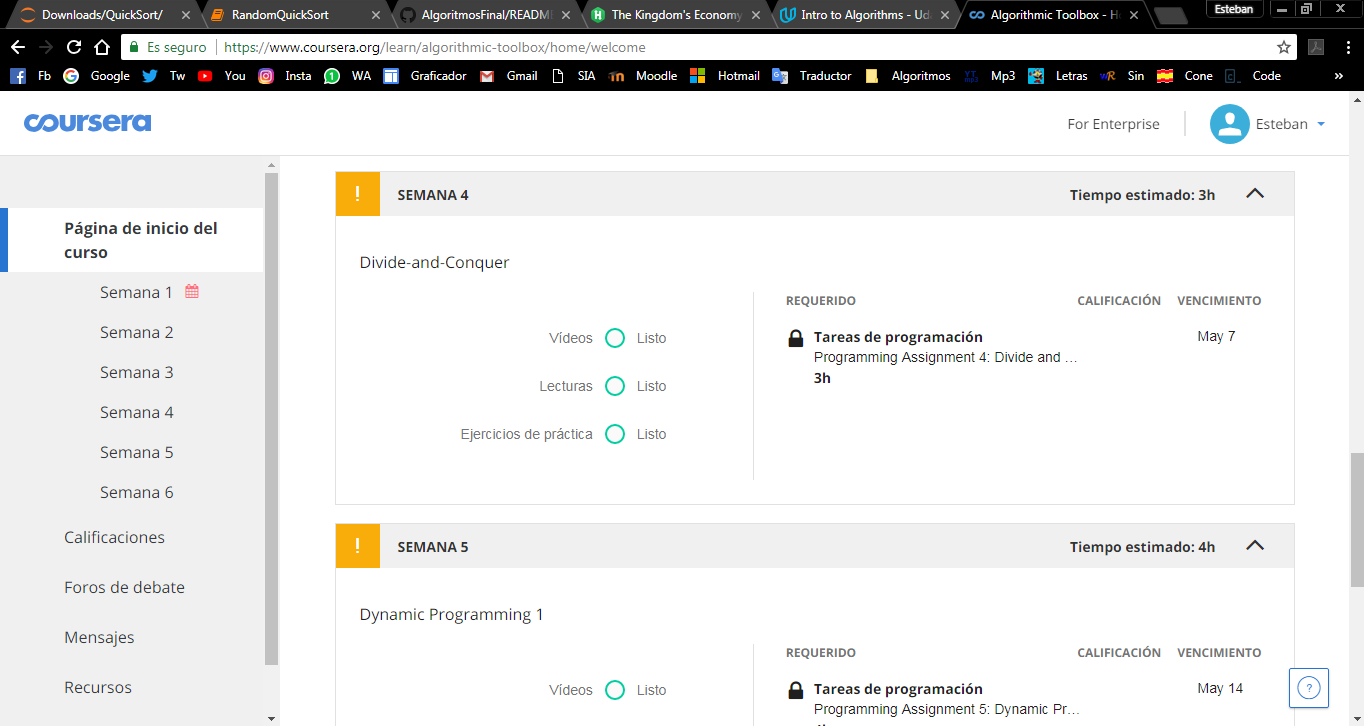 Downloads/QuickSort/
RandomQuickSort
AlgoritmosFinal/READM
The Kingdom's Economy
Intro to Algorithms - Uda
Algorithmic Toolbox - H
Esteban
Es seguro
https://www.coursera.org/learn/algorithmic-toolbox/home/welcome
Fb
Google
Tw
You
Insta
WA
Graficador
Gmail
SIA
Moodle
Hotmail
Traductor
Algoritmos
Mp3
Letras
Sin
Cone
Code
coursera
For Enterprise
Esteban
Página de inicio del
curso
Semana 1
Semana 2
Semana 3
Semana 4
Semana 5
Semana 6
Calificaciones
Foros de debate
Mensajes
Recursos
! SEMANA 4
Tiempo estimado: 3h
Divide-and-Conquer
Vídeos Listo
Lecturas Listo
Ejercicios de práctica Listo
REQUERIDO CALIFICACIÓN VENCIMIENTO
Tareas de programación May 7
Programming Assignment 4: Divide and …
3h
! SEMANA 5
Tiempo estimado: 4h
Dynamic Programming 1
Vídeos Listo
REQUERIDO CALIFICACIÓN VENCIMIENTO
Tareas de programación May 14
Programming Assignment 5: Dynamic Pr…
?